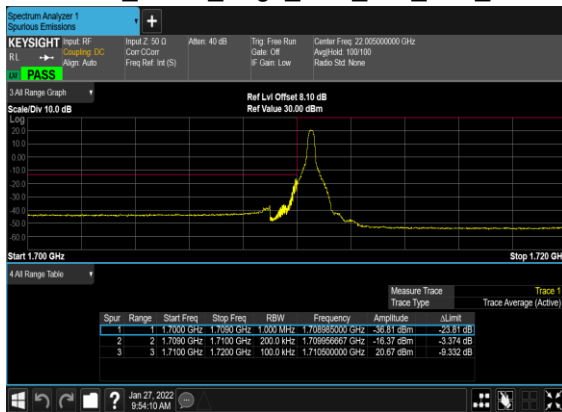 Spectrum Analyzer 1
Spurious Emissions
KEYSIGHT Input: RF Input Z: 50 Ω Atten: 40 dB Trig: Free Run Center Freq: 22.005000000 GHz
RL Coupling: DC Corr CCorr Gate: Off Avg|Hold: 100/100
Align: Auto Freq Ref: Int (S) IF Gain: Low Radio Std: None
PASS
3 All Range Graph
Ref Lvl Offset 8.10 dB
Scale/Div 10.0 dB Ref Value 30.00 dBm
Log
20.0
10.0
0.00
-10.0
-20.0
-30.0
-40.0
-50.0
-60.0
Start 1.700 GHz Stop 1.720 GHz
4 All Range Table
Measure Trace Trace 1
Trace Type Trace Average (Active)
Spur Range Start Freq Stop Freq RBW Frequency Amplitude ΔLimit
1 1 1.7000 GHz 1.7090 GHz 1.000 MHz 1.708985000 GHz -36.81 dBm -23.81 dB
2 2 1.7090 GHz 1.7100 GHz 200.0 kHz 1.709956667 GHz -16.37 dBm -3.374 dB
3 3 1.7100 GHz 1.7200 GHz 100.0 kHz 1.710500000 GHz 20.67 dBm -9.332 dB
? Jan 27, 2022
9:54:10 AM